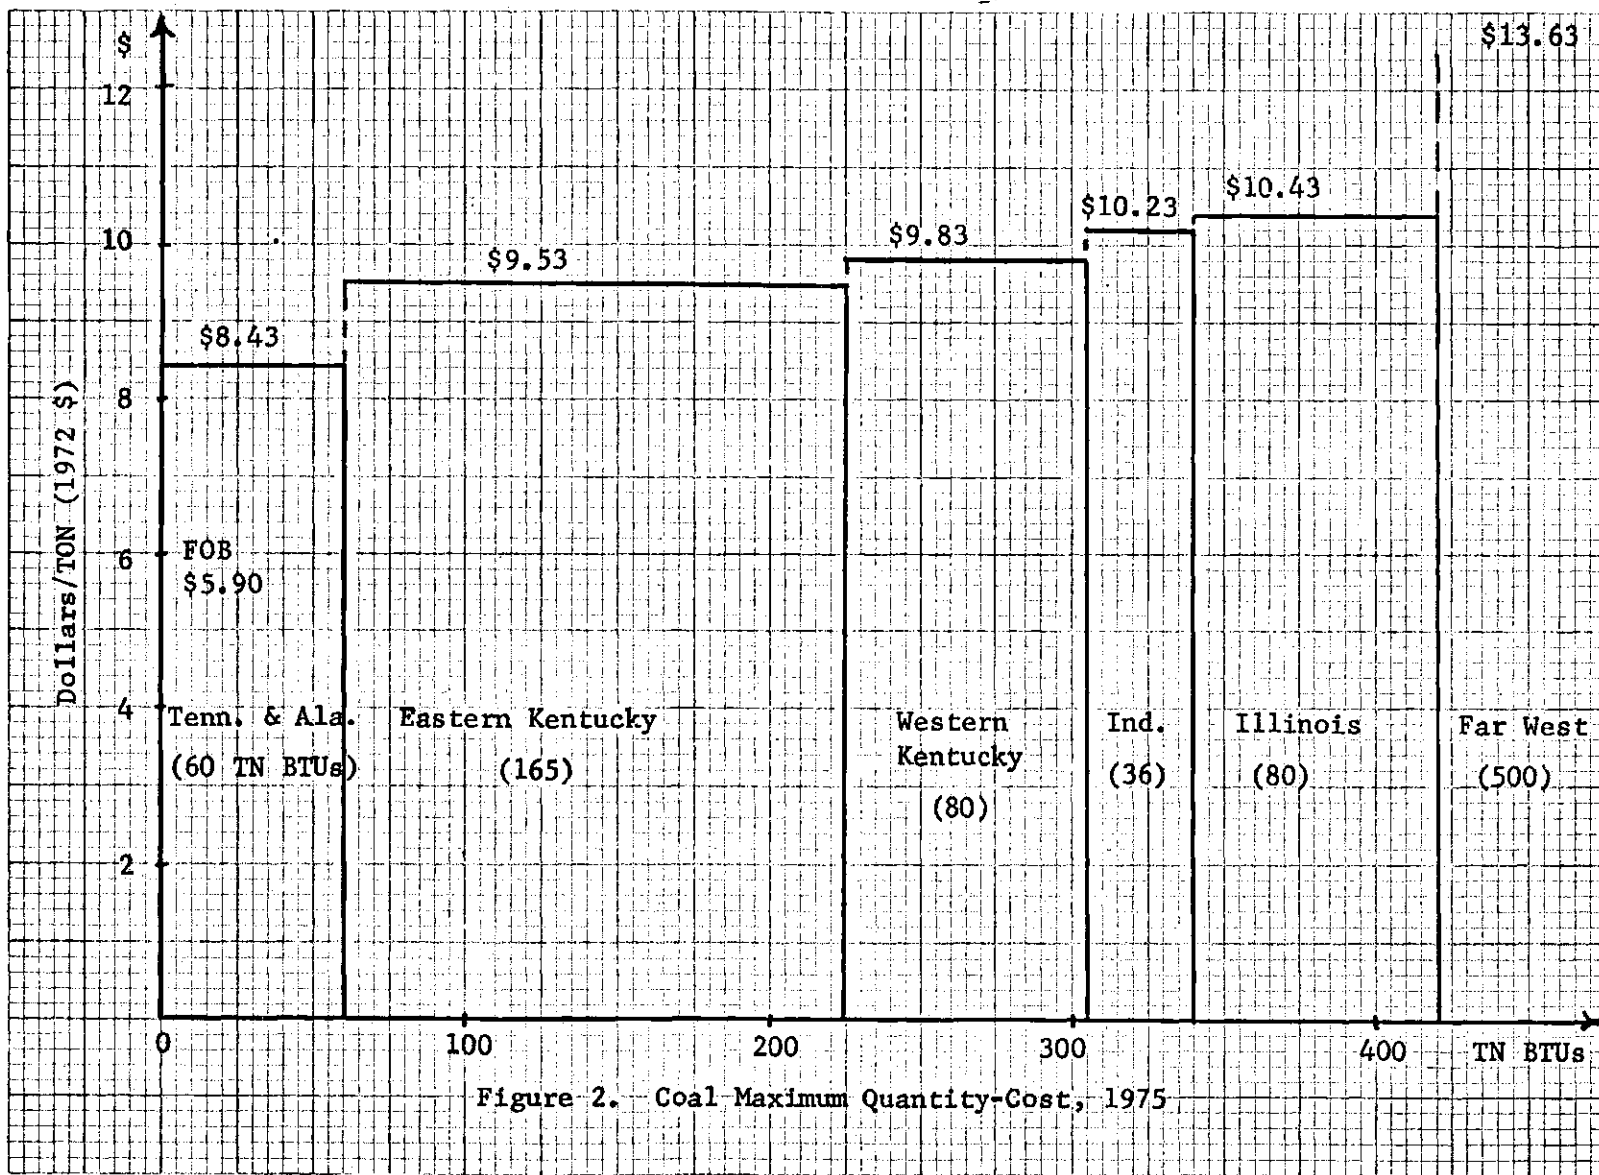 $
12
10
8
6
4
2
Dollars/TON (1972 $)
$8.43
$9.53
$9.83
$10.23
$10.43
$13.63
FOB
$5.90
Tenn. & Ala.
(60 TN BTUs)
Eastern Kentucky
(165)
Western
Kentucky
(80)
Ind.
(36)
Illinois
(80)
Far West
(500)
0
100
200
300
400
TN BTUs
Figure 2. Coal Maximum Quantity-Cost, 1975